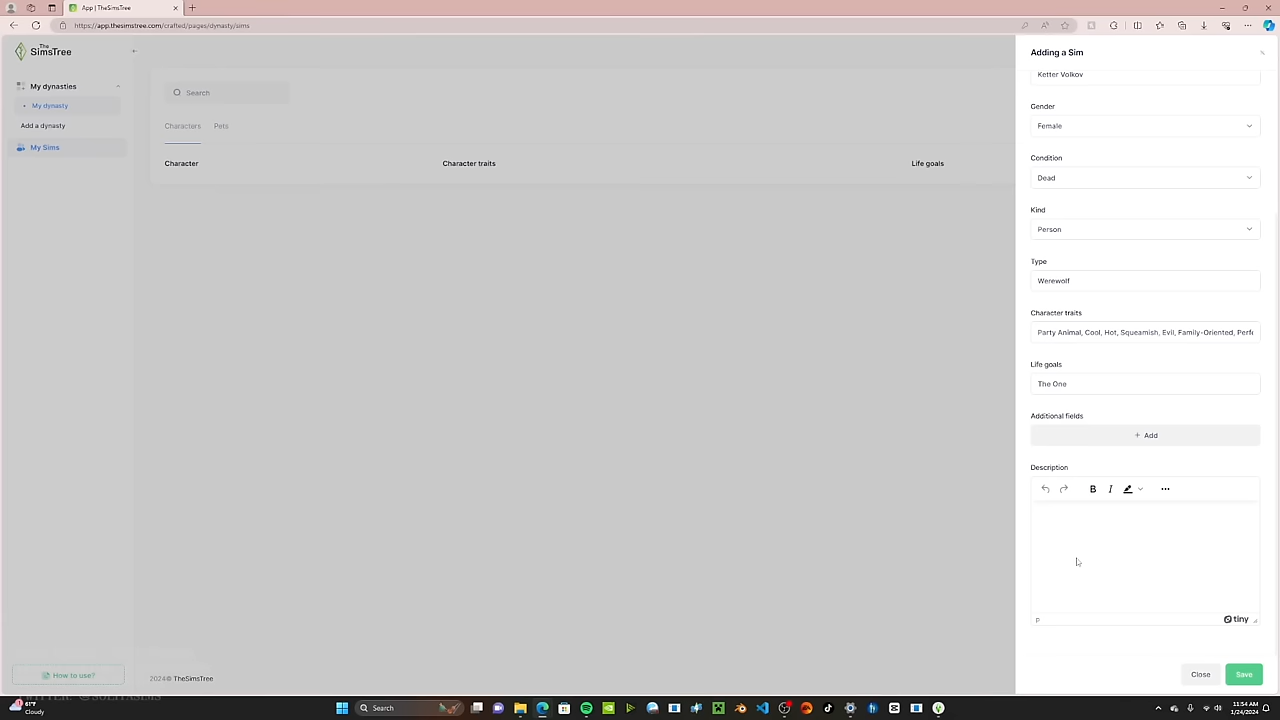 App | TheSimsTree
https://app.thesimstree.com/crafted/pages/dynasty/sims
The
SimsTree
Adding a Sim
Ketter Volkov
My dynasties
My dynasty
Add a dynasty
My Sims
Search
Characters Pets
Character Character traits Life goals
Gender
Female
Condition
Dead
Kind
Person
Type
Werewolf
Character traits
Party Animal, Cool, Hot, Squeamish, Evil, Family-Oriented, Perfe
Life goals
The One
Additional fields
+ Add
Description
B I
p
tiny
How to use?
2024© TheSimsTree
Close Save
61°F
Cloudy
Search
11:54 AM
1/24/2024